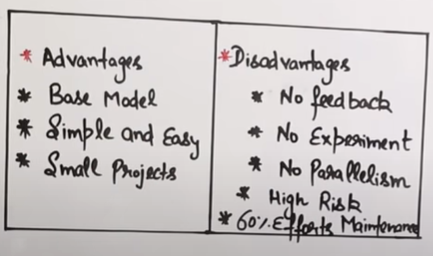 * Advantages
* Base Model
* Simple and Easy
* Small Projects
* Disadvantages
* No feedback
* No Experiment
* No Parallelism
* High Risk
* 60% Efforts Maintenance